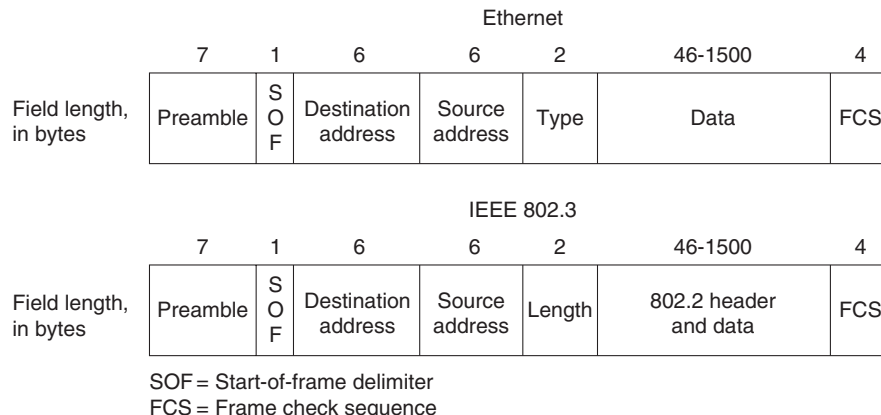 Ethernet
7 1 6 6 2 46-1500 4
Field length, in bytes
Preamble
S O F
Destination address
Source address
Type
Data
FCS
IEEE 802.3
7 1 6 6 2 46-1500 4
Field length, in bytes
Preamble
S O F
Destination address
Source address
Length
802.2 header and data
FCS
SOF = Start-of-frame delimiter
FCS = Frame check sequence